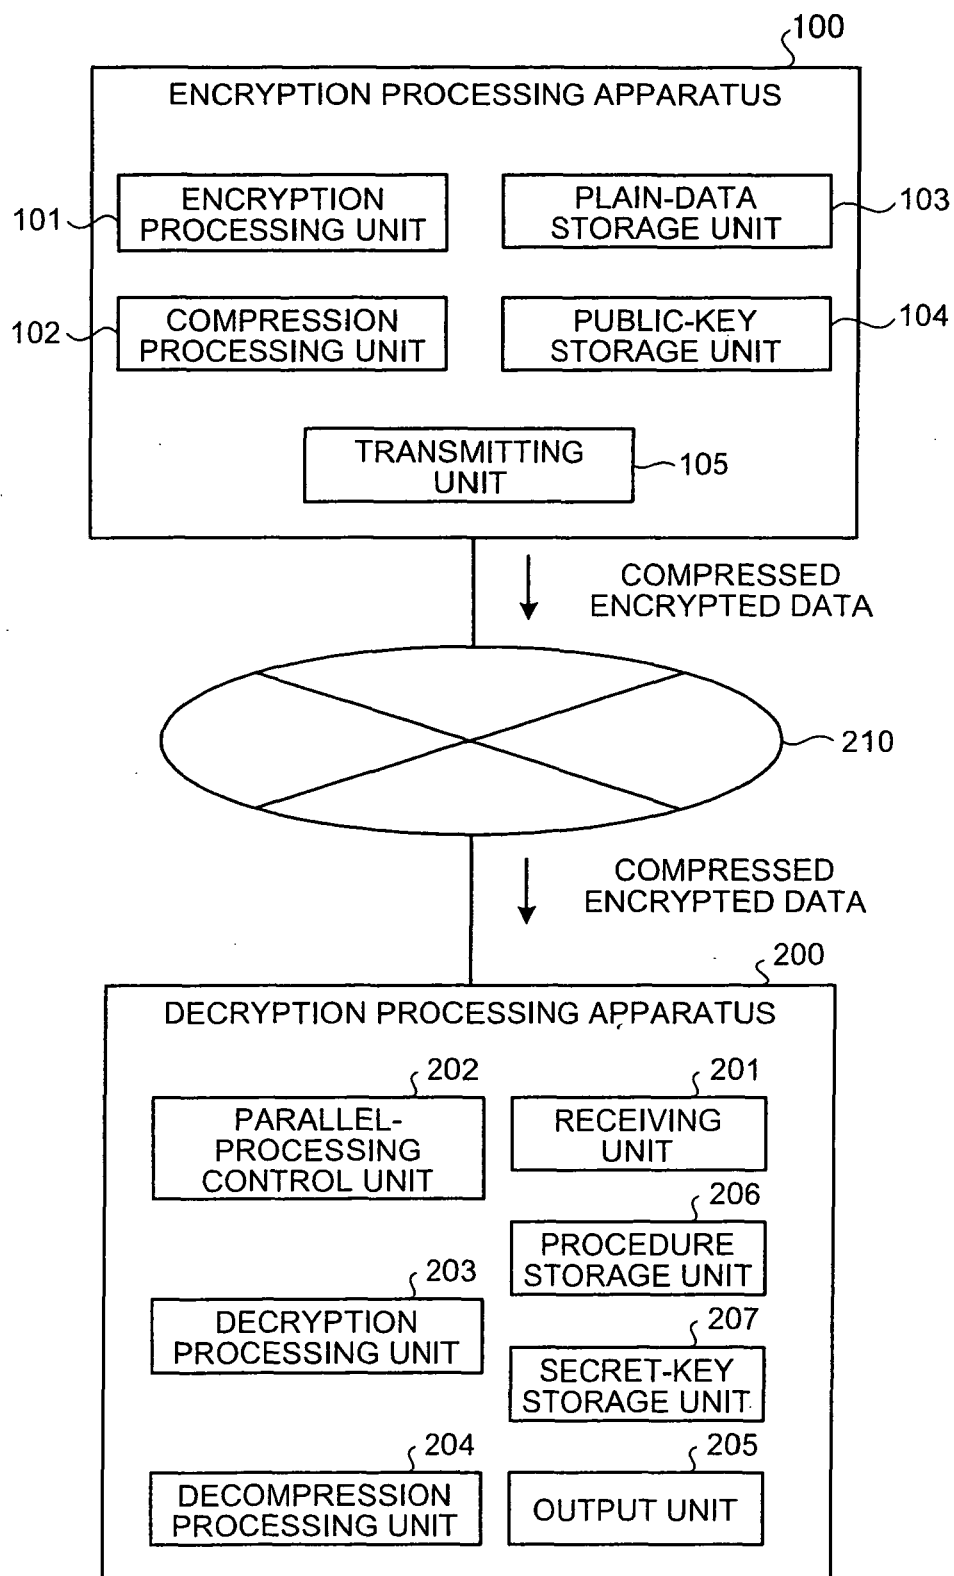 100
ENCRYPTION PROCESSING APPARATUS
101
ENCRYPTION
PROCESSING UNIT
PLAIN-DATA
STORAGE UNIT
103
102
COMPRESSION
PROCESSING UNIT
PUBLIC-KEY
STORAGE UNIT
104
TRANSMITTING
UNIT
105
COMPRESSED
ENCRYPTED DATA
210
COMPRESSED
ENCRYPTED DATA
200
DECRYPTION PROCESSING APPARATUS
202
PARALLEL-
PROCESSING
CONTROL UNIT
201
RECEIVING
UNIT
206
PROCEDURE
STORAGE UNIT
203
DECRYPTION
PROCESSING UNIT
207
SECRET-KEY
STORAGE UNIT
204
DECOMPRESSION
PROCESSING UNIT
205
OUTPUT UNIT